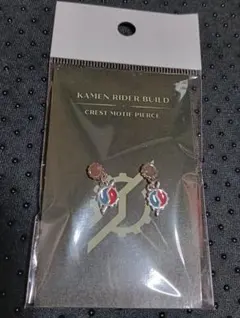 KAMEN RIDER BUILD
CREST MOTIF PIERCE